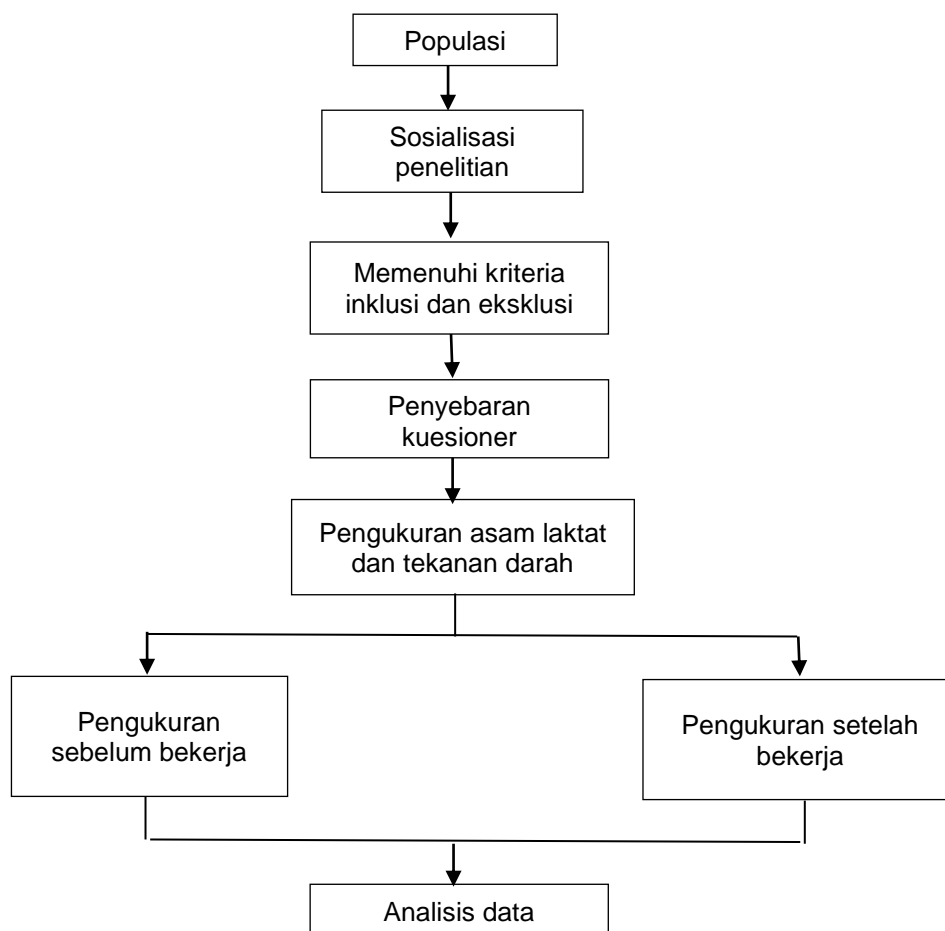 Populasi
Sosialisasi
penelitian
Memenuhi kriteria
inklusi dan eksklusi
Penyebaran
kuesioner
Pengukuran asam laktat
dan tekanan darah
Pengukuran
sebelum bekerja
Pengukuran setelah
bekerja
Analisis data